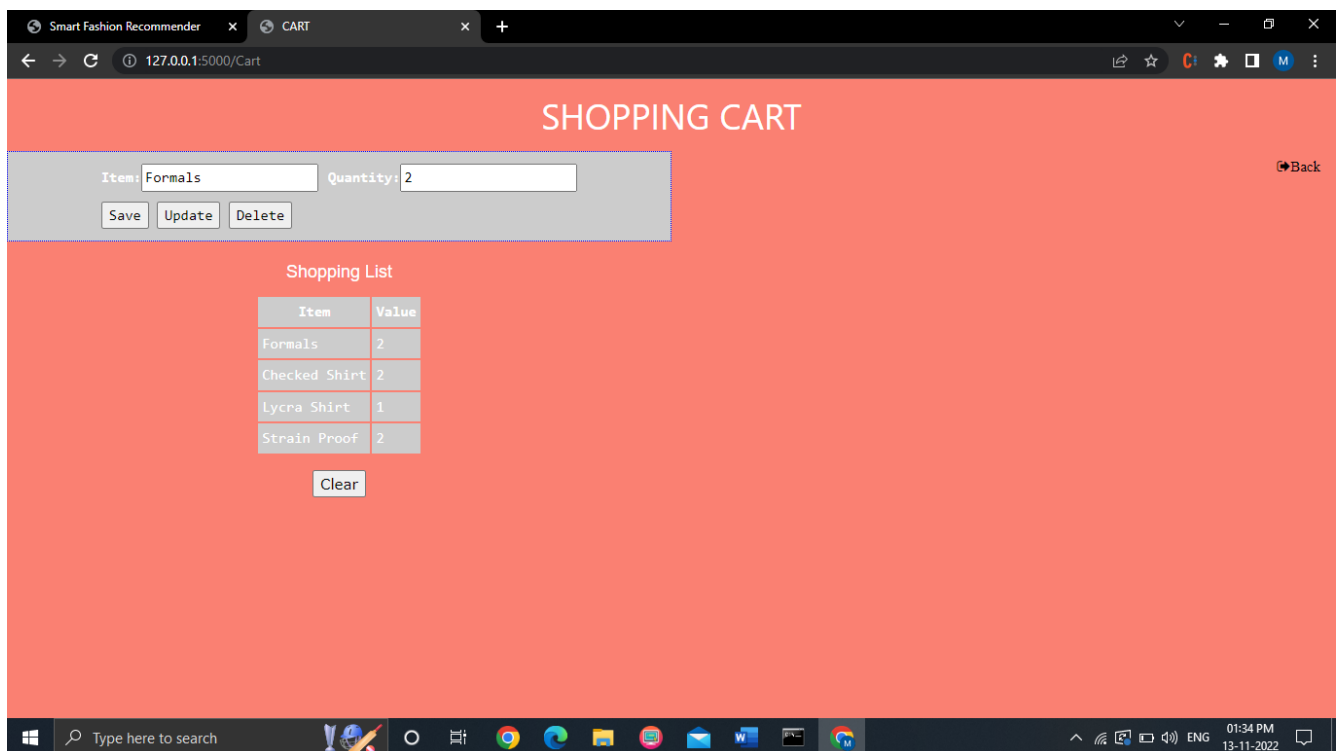 Smart Fashion Recommender
CART
127.0.0.1:5000/Cart
M
SHOPPING CART
Item: Formals Quantity: 2
Back
Save Update Delete
Shopping List
Item Value
Formals 2
Checked Shirt 2
Lycra Shirt 1
Strain Proof 2
Clear
Type here to search
ENG
01:34 PM
13-11-2022